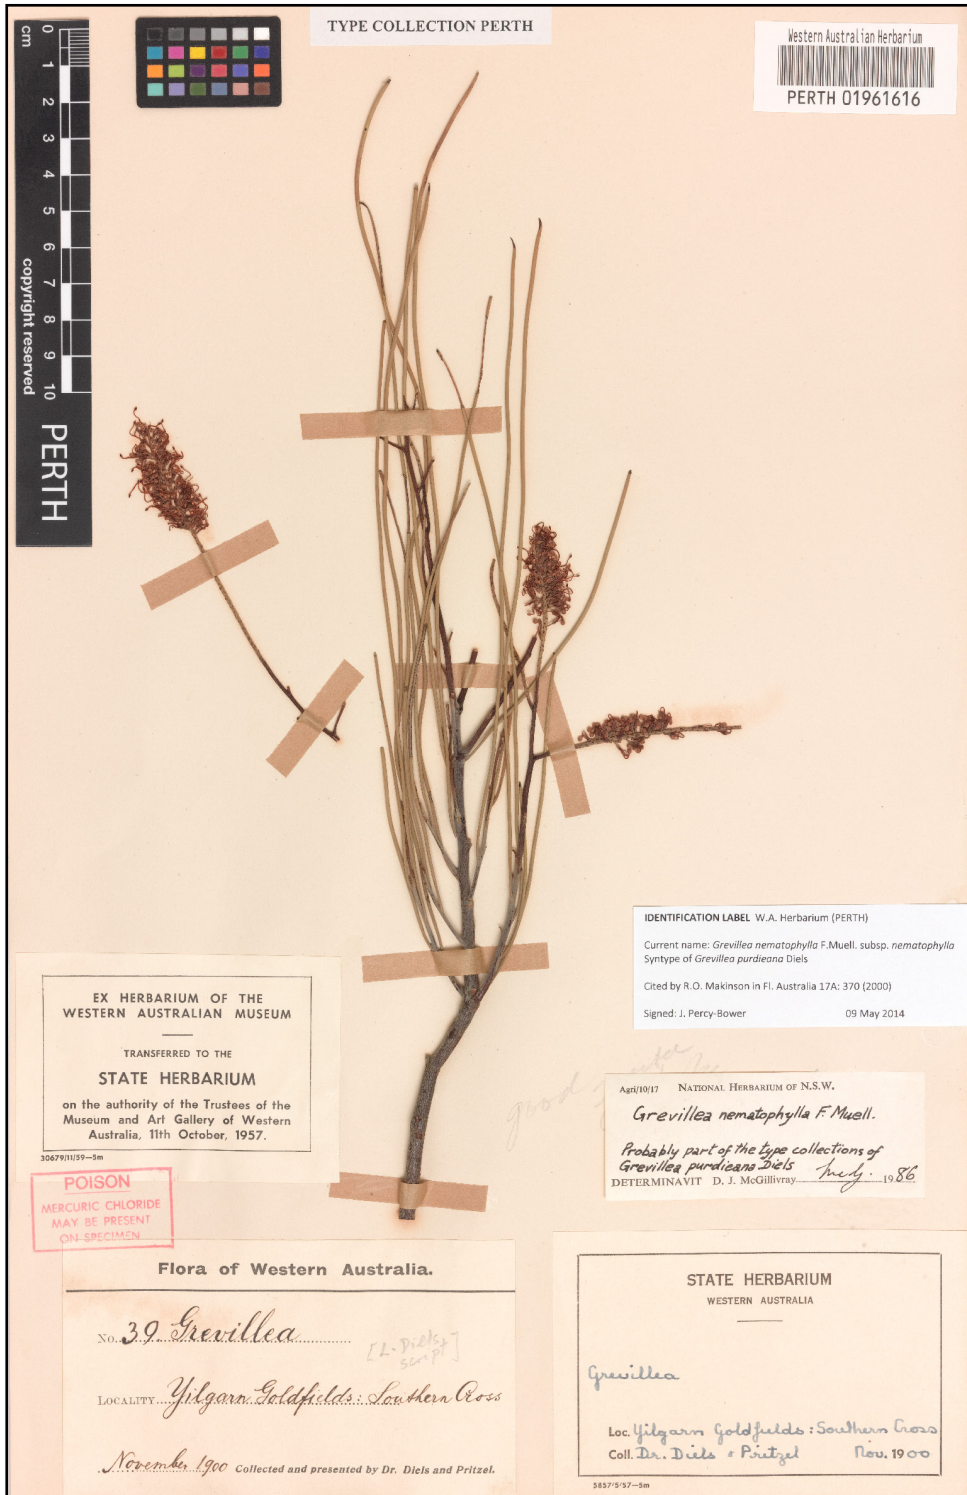 TYPE COLLECTION PERTH
Western Australian Herbarium
PERTH 01961616
cm 0 1 2 3 4 5 6 7 8 9 10
copyright reserved
PERTH
IDENTIFICATION LABEL W.A. Herbarium (PERTH)
Current name: Grevillea nematophylla F.Muell. subsp. nematophylla
Syntype of Grevillea purdieana Diels
Cited by R.O. Makinson in Fl. Australia 17A: 370 (2000)
Signed: J. Percy-Bower 09 May 2014
EX HERBARIUM OF THE
WESTERN AUSTRALIAN MUSEUM
TRANSFERRED TO THE
STATE HERBARIUM
on the authority of the Trustees of the
Museum and Art Gallery of Western
Australia, 11th October, 1957.
30679/11/59—5m
good
Agri/10/17 NATIONAL HERBARIUM OF N.S.W.
Grevillea nematophylla F. Muell.
Probably part of the type collections of
Grevillea purdieana Diels
DETERMINAVIT D. J. McGillivray McG. 1986
POISON
MERCURIC CHLORIDE
MAY BE PRESENT
ON SPECIMEN
Flora of Western Australia.
No. 39. Grevillea
[L. Diels
script]
LOCALITY Yilgarn Goldfields: Southern Cross
November 1900 Collected and presented by Dr. Diels and Pritzel.
STATE HERBARIUM
WESTERN AUSTRALIA
Grevillea
Loc. Yilgarn Goldfields : Southern Cross
Coll. Dr. Diels + Pritzel Nov. 1900
5857/5/57—5m